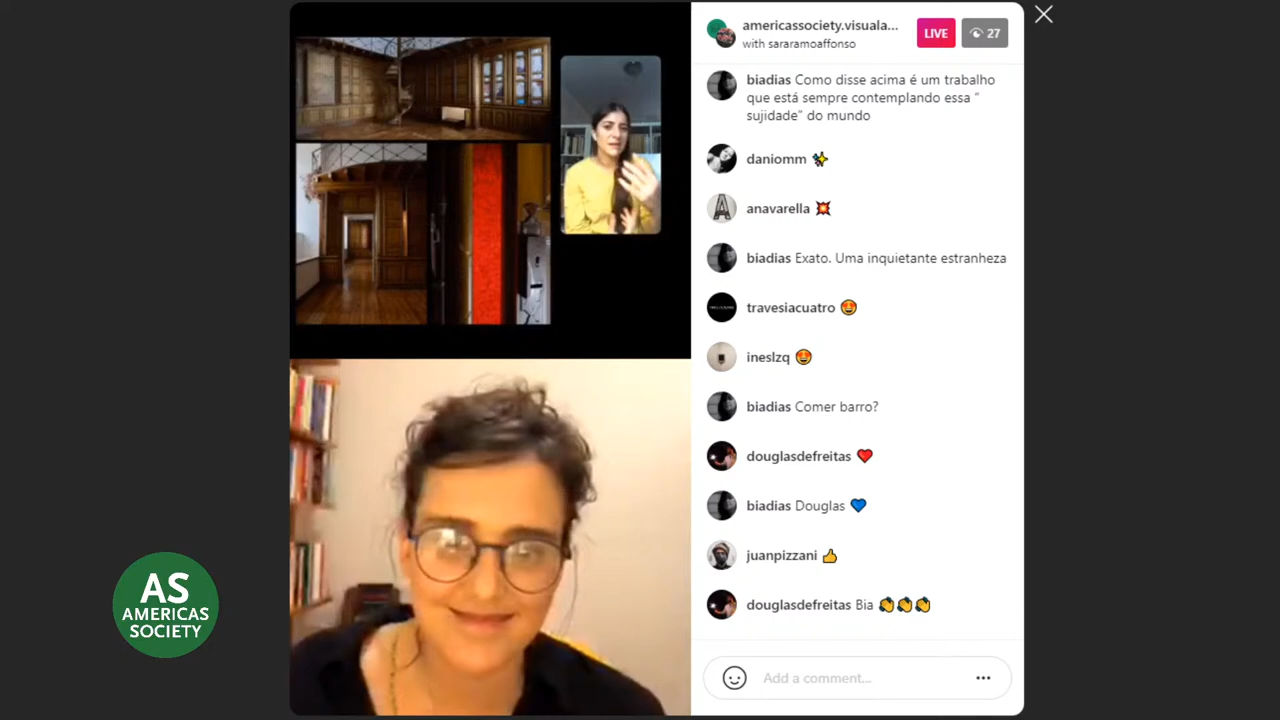 americassociety.visuala...
with sararamoaffonso
LIVE
27
biadias Como disse acima é um trabalho
que está sempre contemplando essa “
sujidade” do mundo
daniomm
anavarella
biadias Exato. Uma inquietante estranheza
travesiacuatro
ineslzq
biadias Comer barro?
douglasdefreitas
biadias Douglas
juanpizzani
douglasdefreitas Bia
Add a comment...
AS
AMERICAS
SOCIETY